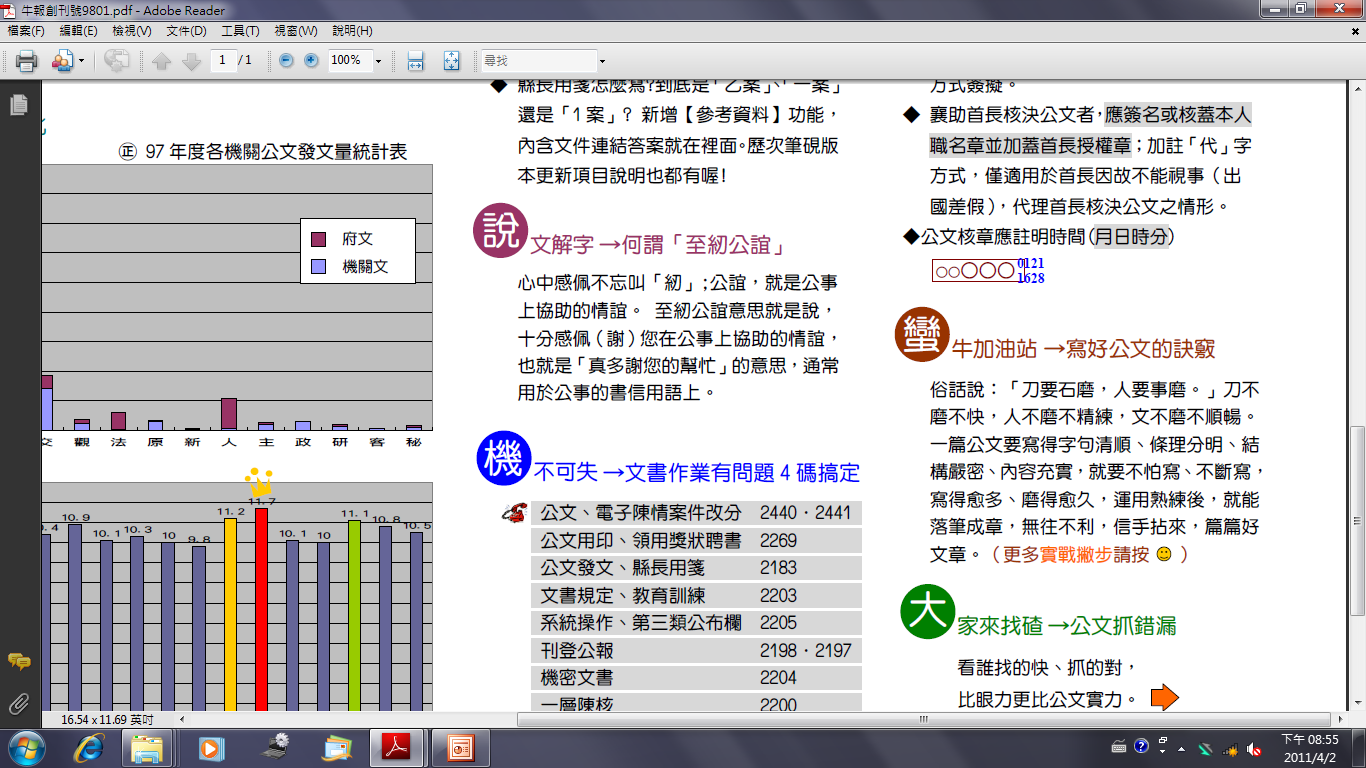 牛報創刊號9801.pdf - Adobe Reader
檔案(F) 編輯(E) 檢視(V) 文件(D) 工具(T) 視窗(W) 說明(H)
1 / 1 100% 尋找
㊣ 97 年度各機關公文發文量統計表
府文
機關文
交 觀 法 原 新 人 主 政 研 客 秘
10.9 10.1 10.3 10 9.8 11.2 11.7 10.1 10 11.1 10.8 10.5
◆ 縣長用箋怎麼寫?到底是「乙案」、「一案」
還是「1案」? 新增【參考資料】功能,
內含文件連結答案就在裡面。歷次筆硯版
本更新項目說明也都有喔!
說文解字→何謂「至紉公誼」
心中感佩不忘叫「紉」;公誼,就是公事
上協助的情誼。 至紉公誼意思就是說,
十分感佩(謝)您在公事上協助的情誼,
也就是「真多謝您的幫忙」的意思,通常
用於公事的書信用語上。
機不可失→文書作業有問題 4 碼搞定
公文、電子陳情案件改分 2440‧2441
公文用印、領用獎狀聘書 2269
公文發文、縣長用箋 2183
文書規定、教育訓練 2203
系統操作、第三類公布欄 2205
刊登公報 2198‧2197
機密文書 2204
一層陳核 2200
方式簽擬。
◆ 襄助首長核決公文者,應簽名或核蓋本人
職名章並加蓋首長授權章;加註「代」字
方式,僅適用於首長因故不能視事(出
國差假),代理首長核決公文之情形。
◆公文核章應註明時間(月日時分)
○○○○○ 0121
1628
蠻牛加油站→寫好公文的訣竅
俗話說:「刀要石磨,人要事磨。」刀不
磨不快,人不磨不精練,文不磨不順暢。
一篇公文要寫得字句清順、條理分明、結
構嚴密、內容充實,就要不怕寫、不斷寫,
寫得愈多、磨得愈久,運用熟練後,就能
落筆成章,無往不利,信手拈來,篇篇好
文章。(更多實戰撇步請按 )
大家來找碴→公文抓錯漏
看誰找的快、抓的對,
比眼力更比公文實力。
16.54 x 11.69 英吋
下午 08:55
2011/4/2